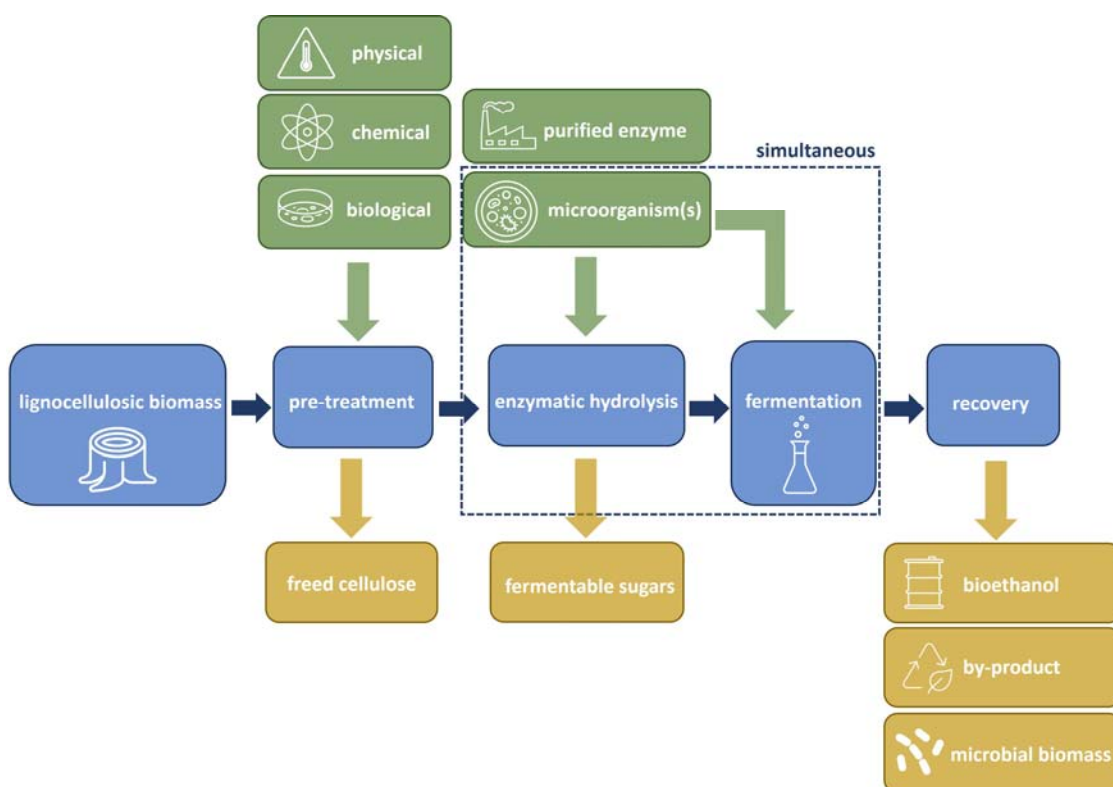 physical
chemical
biological
purified enzyme
simultaneous
microorganism(s)
lignocellulosic biomass
pre-treatment
enzymatic hydrolysis
fermentation
recovery
freed cellulose
fermentable sugars
bioethanol
by-product
microbial biomass